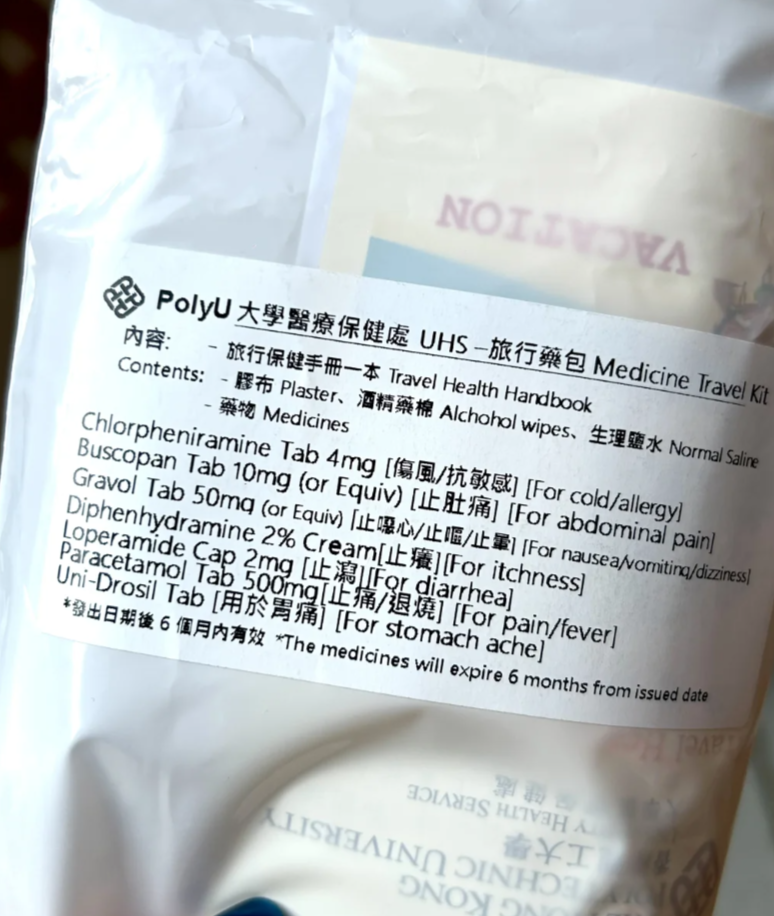 VACATION
PolyU 大學醫療保健處 UHS –旅行藥包 Medicine Travel Kit
內容: - 旅行保健手冊一本 Travel Health Handbook
Contents: - 膠布 Plaster、酒精藥棉 Alchohol wipes、生理鹽水 Normal Saline
- 藥物 Medicines
Chlorpheniramine Tab 4mg [傷風/抗敏感] [For cold/allergy]
Buscopan Tab 10mg (or Equiv) [止肚痛] [For abdominal pain]
Gravol Tab 50mg (or Equiv) [止噁心/止嘔/止暈] [For nausea/vomiting/dizziness]
Diphenhydramine 2% Cream[止癢][For itchness]
Loperamide Cap 2mg [止瀉][For diarrhea]
Paracetamol Tab 500mg[止痛/退燒] [For pain/fever]
Uni-Drosil Tab [用於胃痛] [For stomach ache]
*發出日期後 6 個月內有效 *The medicines will expire 6 months from issued date
HEALTH SERVICE
UNIVERSITY